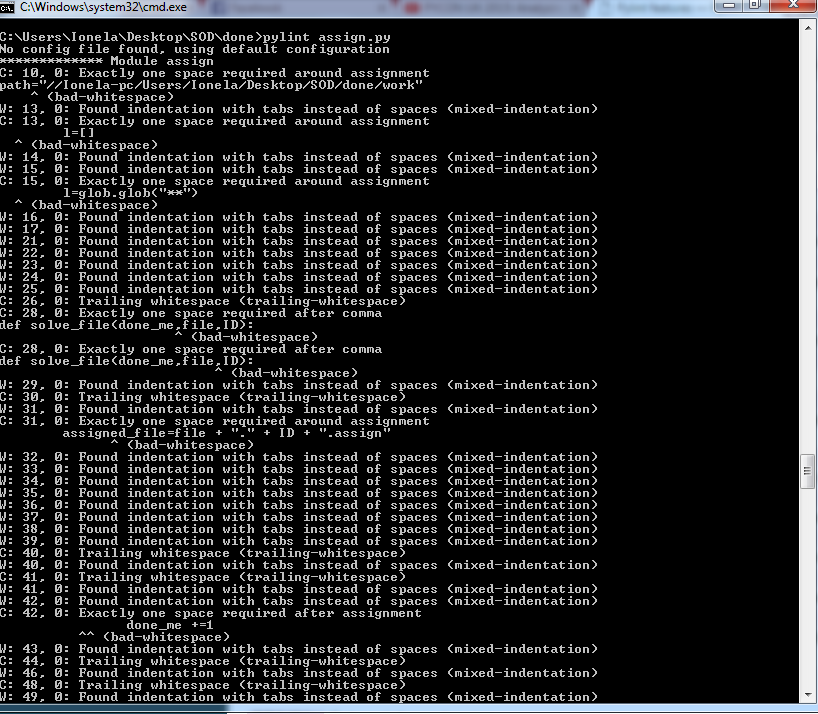 C:\Windows\system32\cmd.exe
C:\Users\Ionela\Desktop\SOD\done>pylint assign.py
No config file found, using default configuration
************* Module assign
C: 10, 0: Exactly one space required around assignment
path="//Ionela-pc/Users/Ionela/Desktop/SOD/done/work"
^ (bad-whitespace)
W: 13, 0: Found indentation with tabs instead of spaces (mixed-indentation)
C: 13, 0: Exactly one space required around assignment
l=[]
^ (bad-whitespace)
W: 14, 0: Found indentation with tabs instead of spaces (mixed-indentation)
W: 15, 0: Found indentation with tabs instead of spaces (mixed-indentation)
C: 15, 0: Exactly one space required around assignment
l=glob.glob("**")
^ (bad-whitespace)
W: 16, 0: Found indentation with tabs instead of spaces (mixed-indentation)
W: 17, 0: Found indentation with tabs instead of spaces (mixed-indentation)
W: 21, 0: Found indentation with tabs instead of spaces (mixed-indentation)
W: 22, 0: Found indentation with tabs instead of spaces (mixed-indentation)
W: 23, 0: Found indentation with tabs instead of spaces (mixed-indentation)
W: 24, 0: Found indentation with tabs instead of spaces (mixed-indentation)
W: 25, 0: Found indentation with tabs instead of spaces (mixed-indentation)
C: 26, 0: Trailing whitespace (trailing-whitespace)
C: 28, 0: Exactly one space required after comma
def solve_file(done_me,file,ID):
^ (bad-whitespace)
C: 28, 0: Exactly one space required after comma
def solve_file(done_me,file,ID):
^ (bad-whitespace)
W: 29, 0: Found indentation with tabs instead of spaces (mixed-indentation)
C: 30, 0: Trailing whitespace (trailing-whitespace)
W: 31, 0: Found indentation with tabs instead of spaces (mixed-indentation)
C: 31, 0: Exactly one space required around assignment
assigned_file=file + "." + ID + ".assign"
^ (bad-whitespace)
W: 32, 0: Found indentation with tabs instead of spaces (mixed-indentation)
W: 33, 0: Found indentation with tabs instead of spaces (mixed-indentation)
W: 34, 0: Found indentation with tabs instead of spaces (mixed-indentation)
W: 35, 0: Found indentation with tabs instead of spaces (mixed-indentation)
W: 36, 0: Found indentation with tabs instead of spaces (mixed-indentation)
W: 37, 0: Found indentation with tabs instead of spaces (mixed-indentation)
W: 38, 0: Found indentation with tabs instead of spaces (mixed-indentation)
W: 39, 0: Found indentation with tabs instead of spaces (mixed-indentation)
C: 40, 0: Trailing whitespace (trailing-whitespace)
W: 40, 0: Found indentation with tabs instead of spaces (mixed-indentation)
C: 41, 0: Trailing whitespace (trailing-whitespace)
W: 41, 0: Found indentation with tabs instead of spaces (mixed-indentation)
W: 42, 0: Found indentation with tabs instead of spaces (mixed-indentation)
C: 42, 0: Exactly one space required after assignment
done_me +=1
^^ (bad-whitespace)
W: 43, 0: Found indentation with tabs instead of spaces (mixed-indentation)
C: 44, 0: Trailing whitespace (trailing-whitespace)
W: 46, 0: Found indentation with tabs instead of spaces (mixed-indentation)
C: 48, 0: Trailing whitespace (trailing-whitespace)
W: 49, 0: Found indentation with tabs instead of spaces (mixed-indentation)